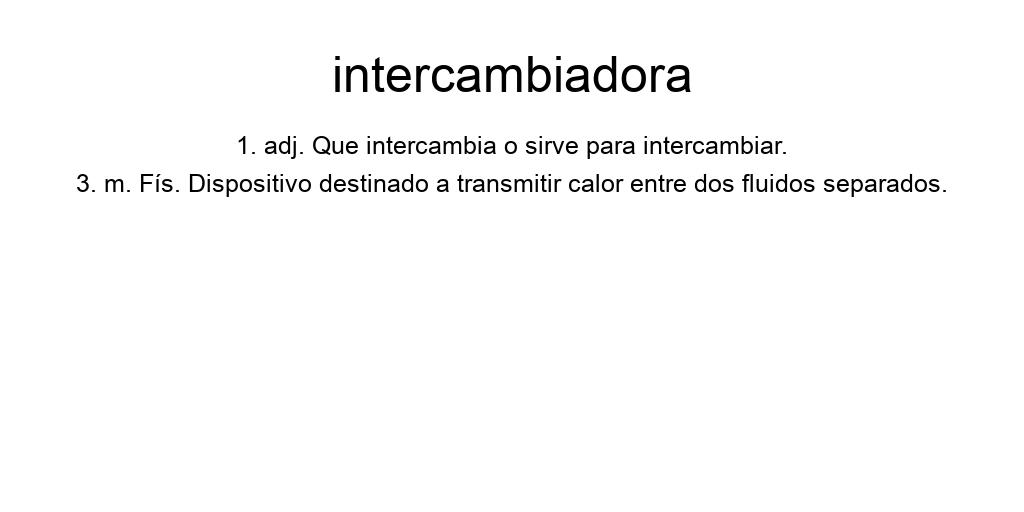 intercambiadora
1. adj. Que intercambia o sirve para intercambiar.
3. m. Fís. Dispositivo destinado a transmitir calor entre dos fluidos separados.